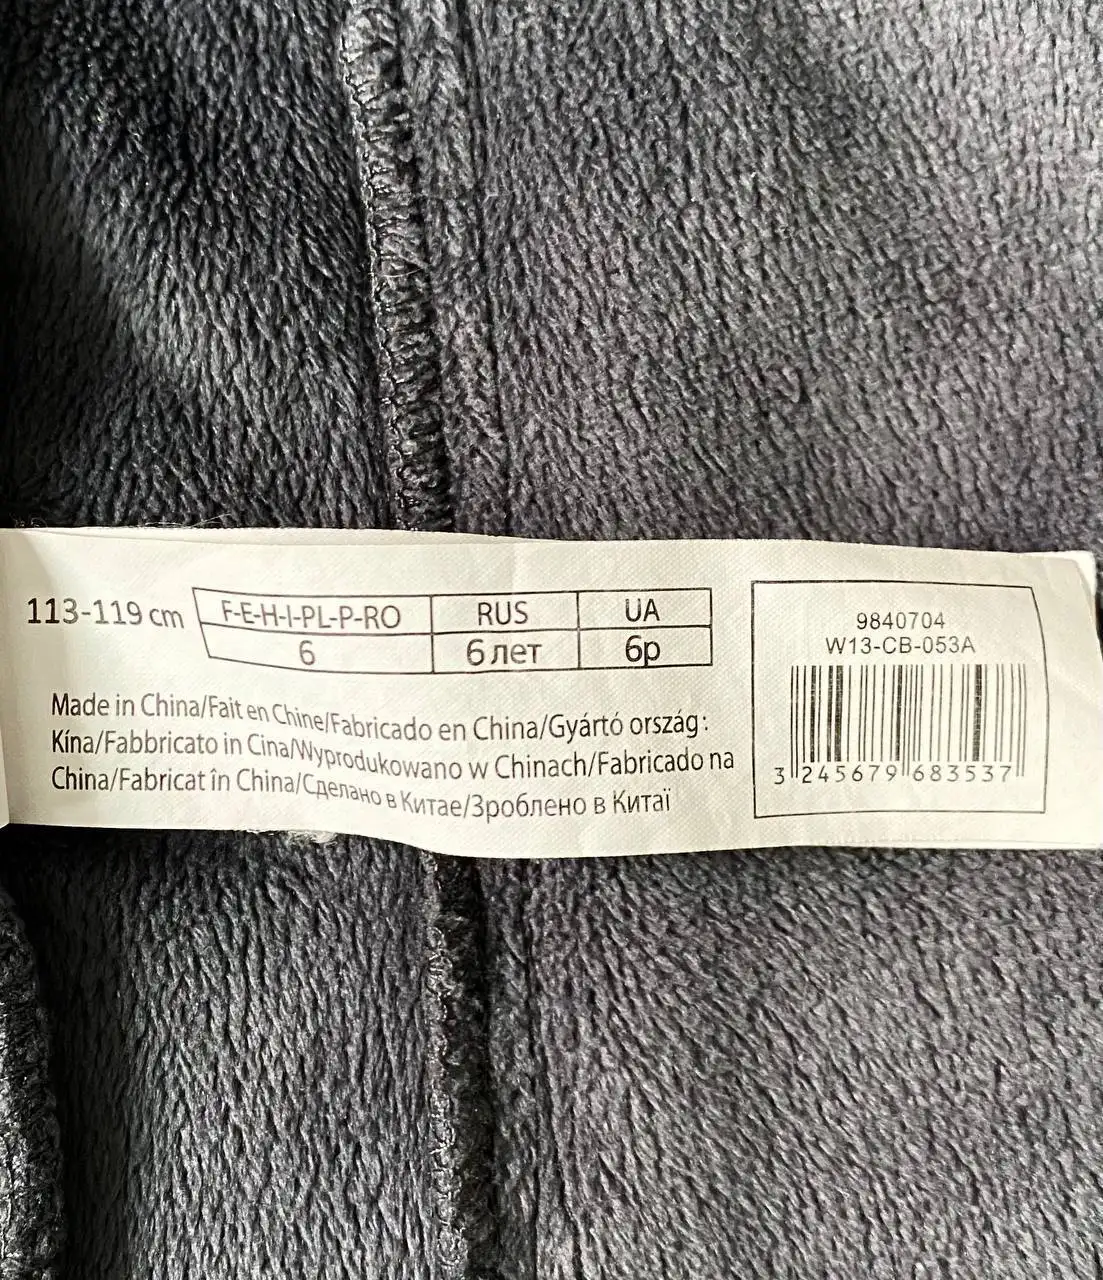 113-119 cm
F-E-H-I-PL-P-RO RUS UA
6 6 лет 6р
Made in China/Fait en Chine/Fabricado en China/Gyártó ország:
Kína/Fabbricato in Cina/Wyprodukowano w Chinach/Fabricado na
China/Fabricat în China/Сделано в Китае/Зроблено в Китаї
9840704
W13-CB-053A
3 245679 683537